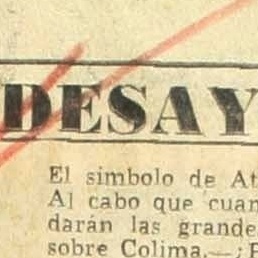 DESAY
El simbolo de At
Al cabo que cuan
darán las grande
sobre Colima.—¡P